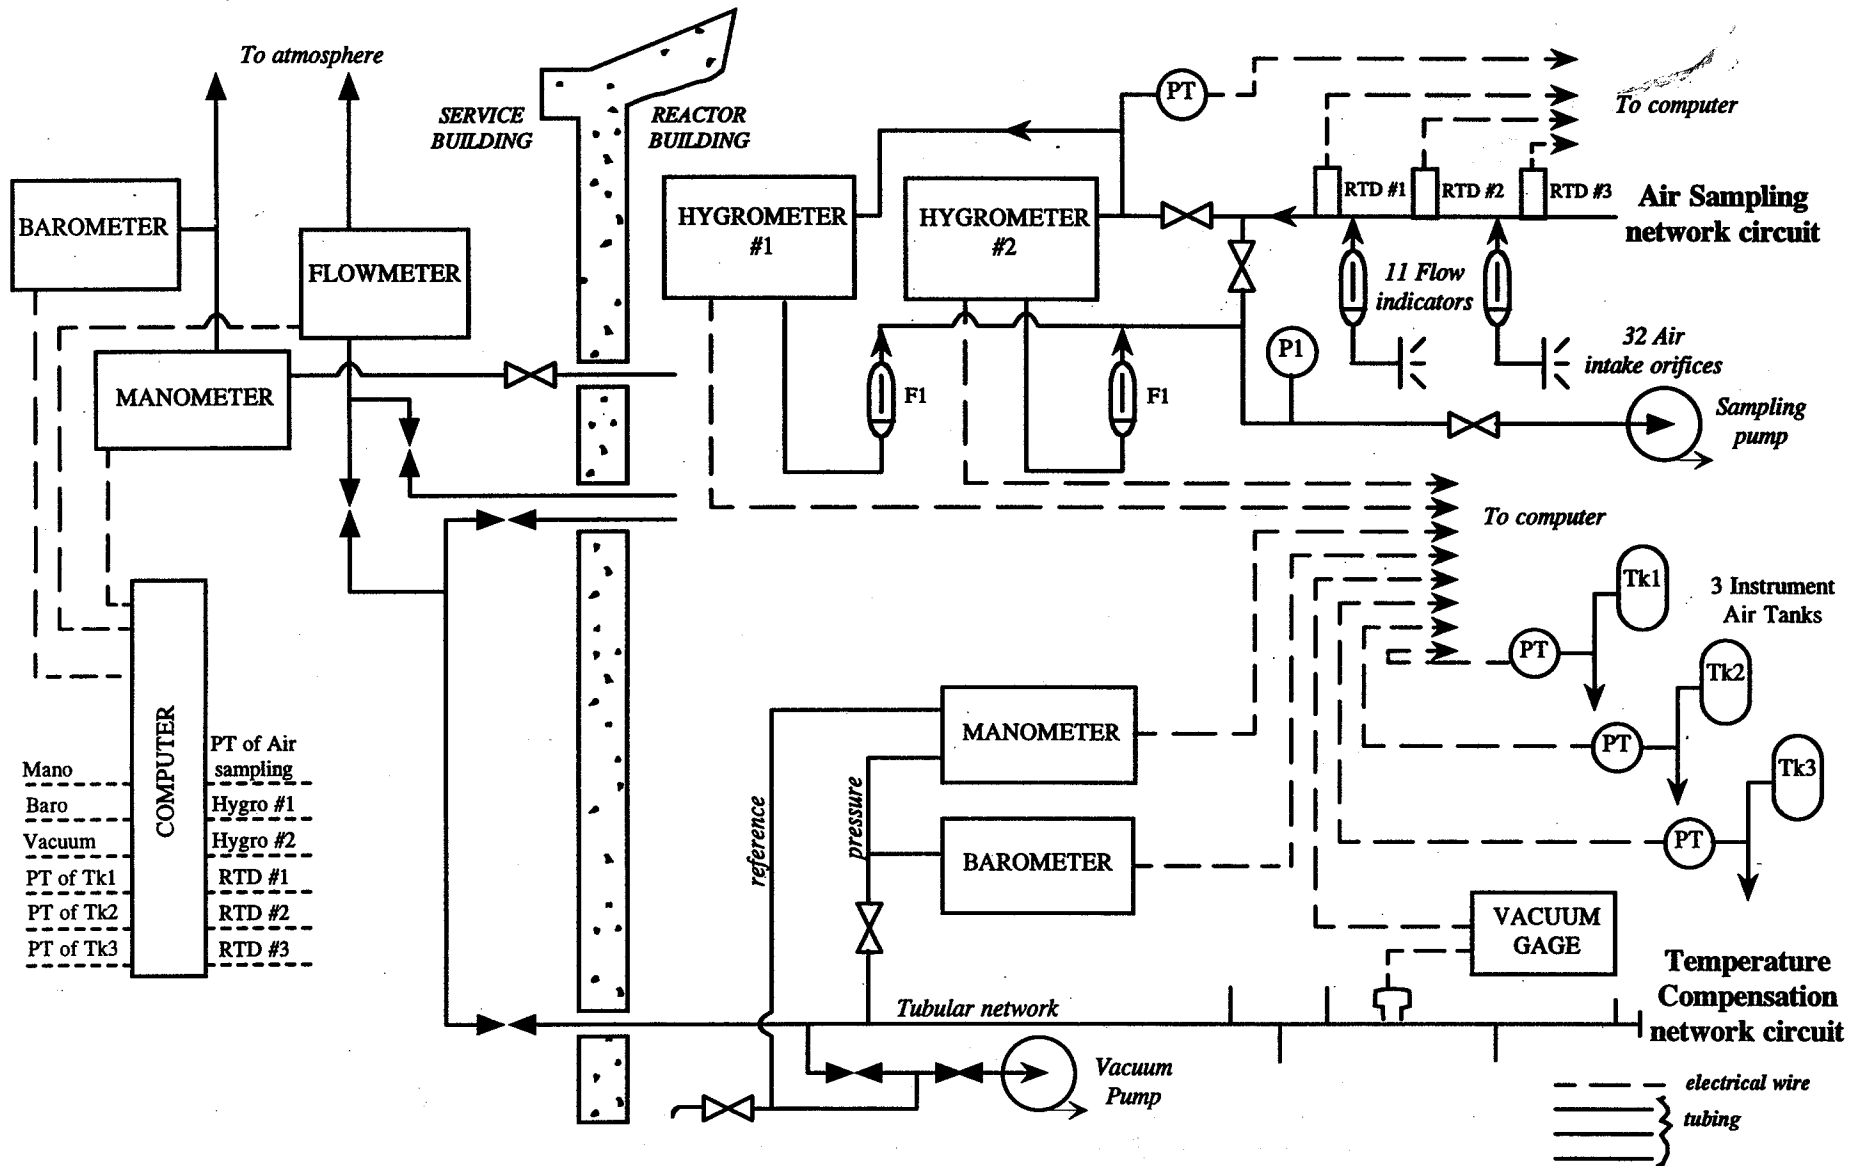 To atmosphere
SERVICE
BUILDING
REACTOR
BUILDING
PT
To computer
BAROMETER
FLOWMETER
MANOMETER
HYGROMETER
#1
HYGROMETER
#2
RTD #1
RTD #2
RTD #3
Air Sampling
network circuit
11 Flow
indicators
32 Air
intake orifices
P1
F1
F1
Sampling
pump
To computer
Tk1
3 Instrument
Air Tanks
PT
Tk2
PT
Tk3
PT
COMPUTER
Mano
Baro
Vacuum
PT of Tk1
PT of Tk2
PT of Tk3
PT of Air
sampling
Hygro #1
Hygro #2
RTD #1
RTD #2
RTD #3
reference
pressure
MANOMETER
BAROMETER
VACUUM
GAGE
Temperature
Compensation
network circuit
Tubular network
Vacuum
Pump
electrical wire
tubing